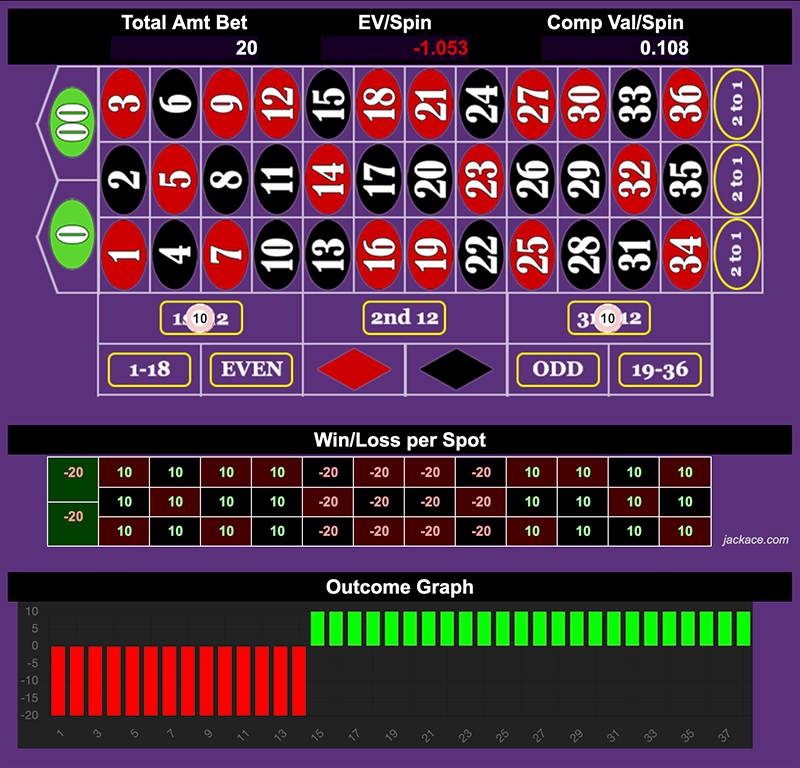 Total Amt Bet EV/Spin Comp Val/Spin
20 -1.053 0.108
00 3 6 9 12 15 18 21 24 27 30 33 36 2 to 1
2 5 8 11 14 17 20 23 26 29 32 35 2 to 1
0 1 4 7 10 13 16 19 22 25 28 31 34 2 to 1
1s 10 12 2nd 12 3r 10 12
1-18 EVEN ODD 19-36
Win/Loss per Spot
-20 10 10 10 10 -20 -20 -20 -20 10 10 10 10
10 10 10 10 -20 -20 -20 -20 10 10 10 10
-20 10 10 10 10 -20 -20 -20 -20 10 10 10 10
jackace.com
Outcome Graph
10
5
0
-5
-10
-15
-20
1 3 5 7 9 11 13 15 17 19 21 23 25 27 29 31 33 35 37